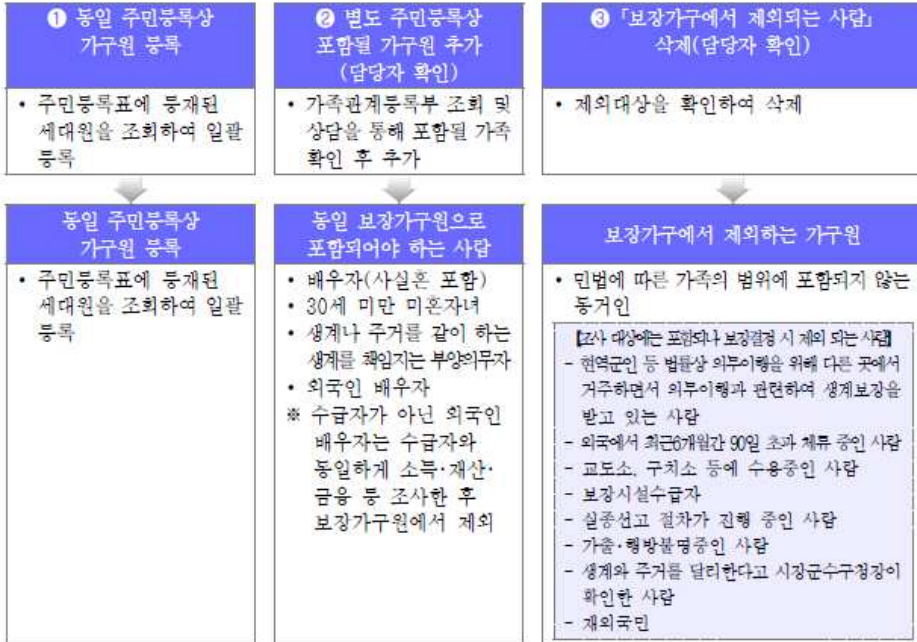 ❶ 동일 주민등록상
가구원 등록
• 주민등록표에 등재된
세대원을 조회하여 일괄
등록
동일 주민등록상
가구원 등록
• 주민등록표에 등재된
세대원을 조회하여 일괄
등록
❷ 별도 주민등록상
포함될 가구원 추가
(담당자 확인)
• 가족관계등록부 조회 및
상담을 통해 포함될 가족
확인 후 추가
동일 보장가구원으로
포함되어야 하는 사람
• 배우자(사실혼 포함)
• 30세 미만 미혼자녀
• 생계나 주거를 같이 하는
생계를 책임지는 부양의무자
• 외국인 배우자
※ 수급자가 아닌 외국인
배우자는 수급자와
동일하게 소득·재산·
금융 등 조사한 후
보장가구원에서 제외
❸「보장가구에서 제외되는 사람」
삭제(담당자 확인)
• 제외대상을 확인하여 삭제
보장가구에서 제외하는 가구원
• 민법에 따른 가족의 범위에 포함되지 않는
동거인
【조사 대상에는 포함되나 보장결정 시 제외 되는 사람】
- 현역군인 등 법률상 의무이행을 위해 다른 곳에서
거주하면서 의무이행과 관련하여 생계보장을
받고 있는 사람
- 외국에서 최근6개월간 90일 초과 체류 중인 사람
- 교도소, 구치소 등에 수용중인 사람
- 보장시설수급자
- 실종선고 절차가 진행 중인 사람
- 가출·행방불명중인 사람
- 생계와 주거를 달리한다고 시장군수구청장이
확인한 사람
- 재외국민